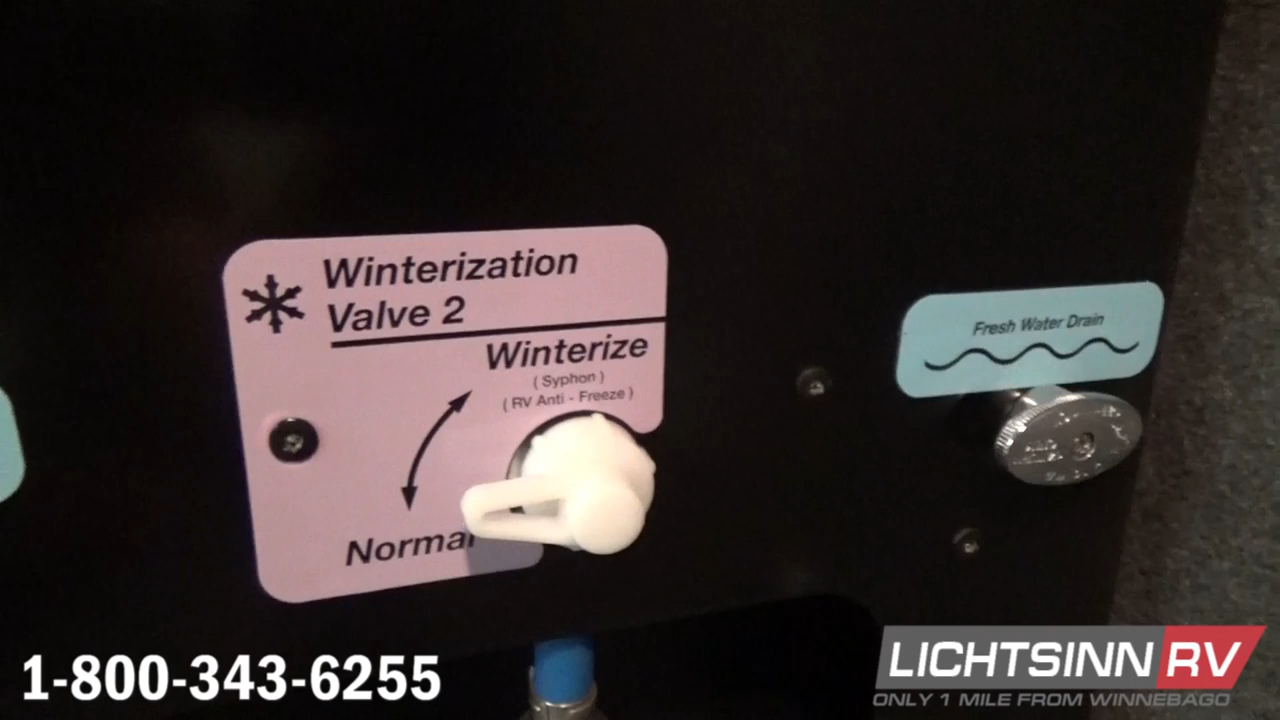 Winterization
Valve 2
Winterize
( Syphon )
( RV Anti - Freeze )
Normal
Fresh Water Drain
1-800-343-6255
LICHTSINN RV
ONLY 1 MILE FROM WINNEBAGO